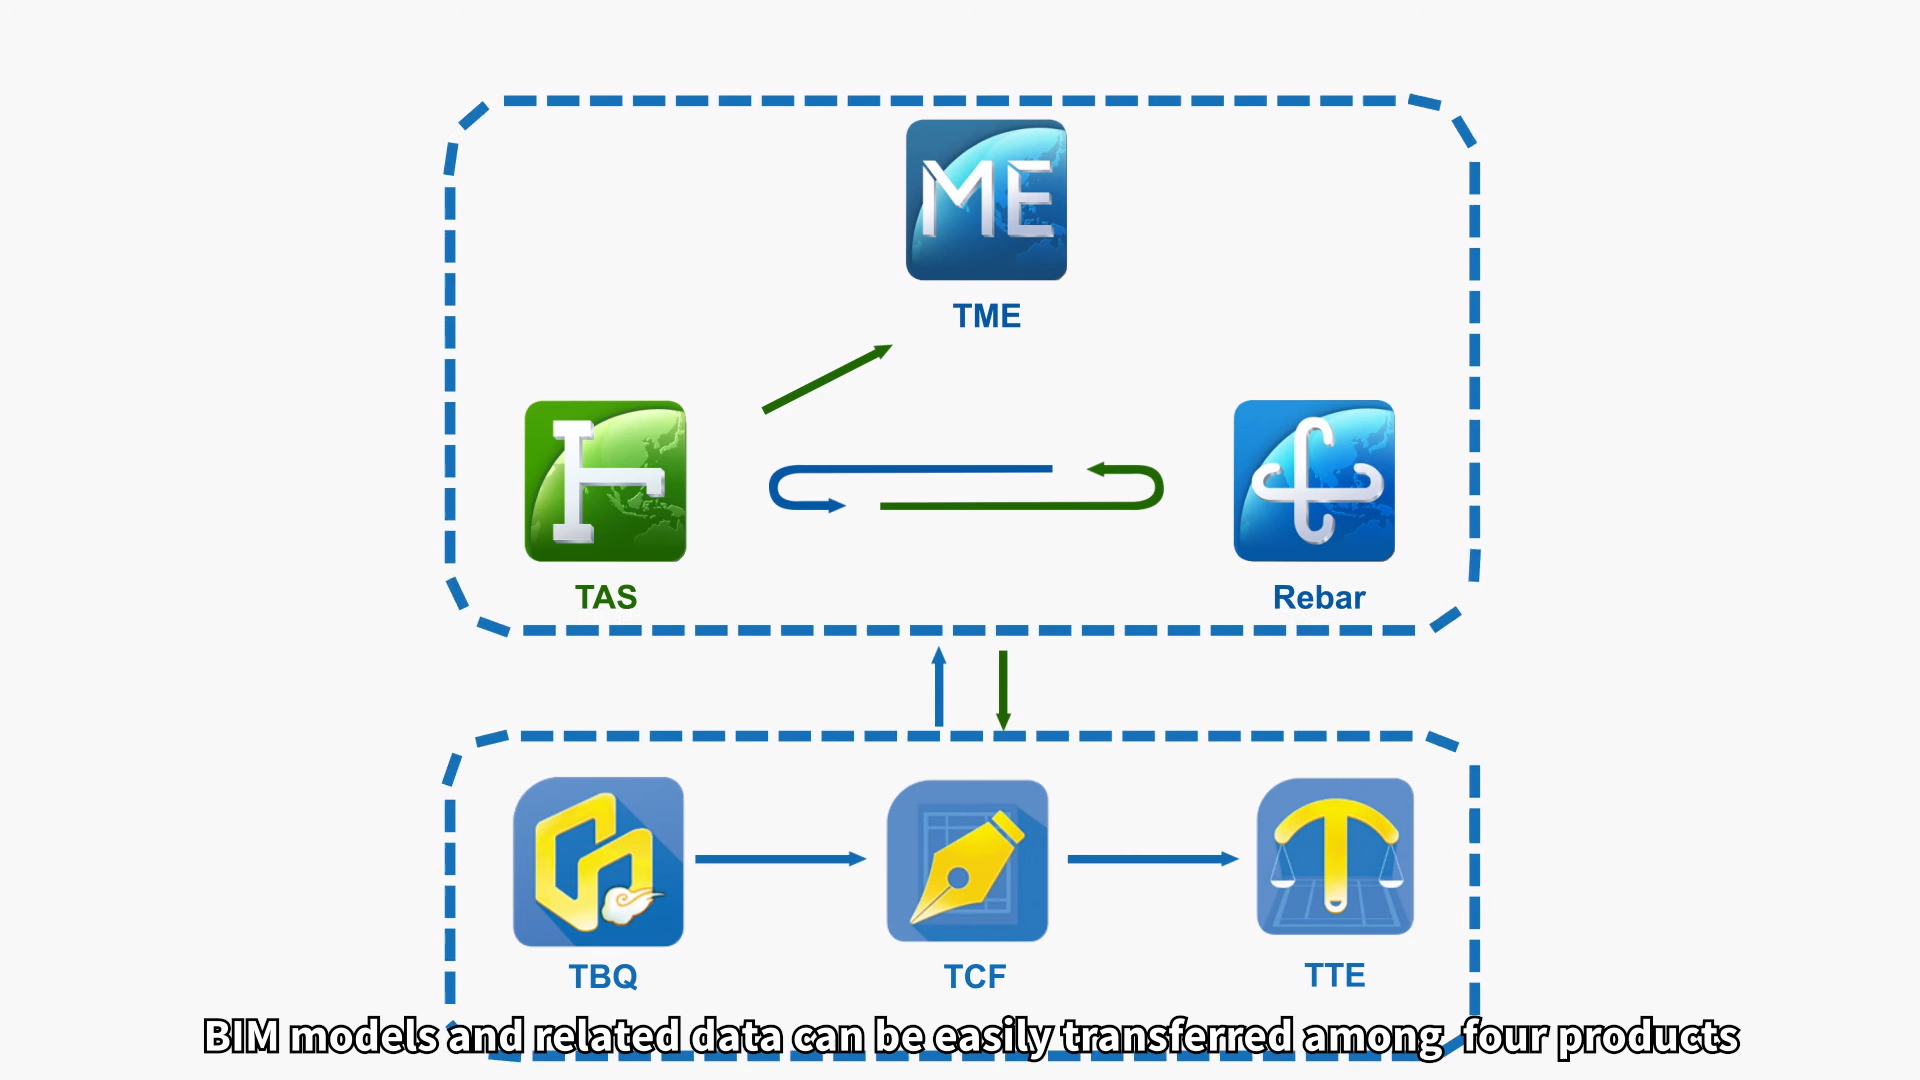 ME
TME
TAS
Rebar
TBQ
TCF
TTE
BIM models and related data can be easily transferred among four products